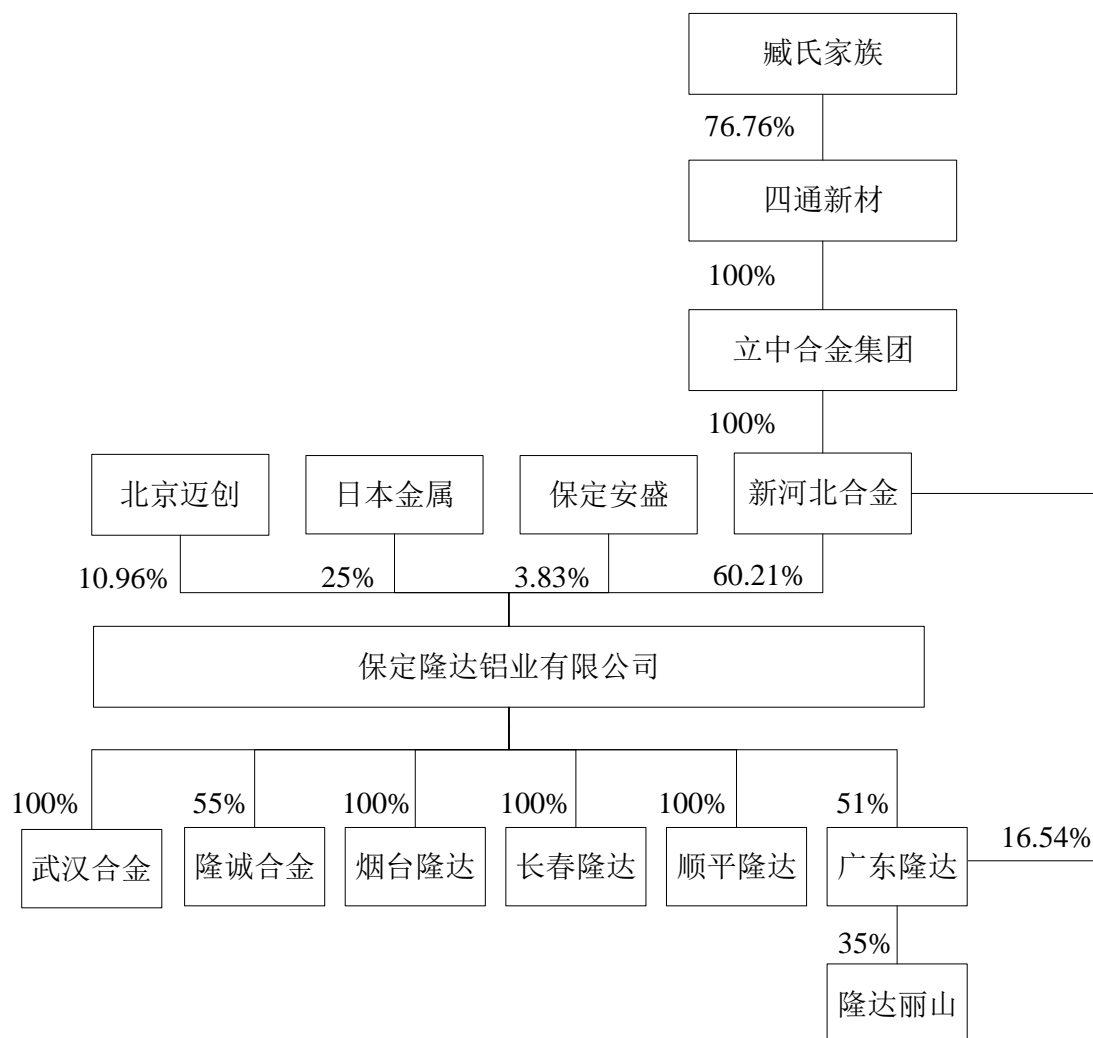 臧氏家族
76.76%
四通新材
100%
立中合金集团
100%
北京迈创
日本金属
保定安盛
新河北合金
10.96%
25%
3.83%
60.21%
保定隆达铝业有限公司
100%
55%
100%
100%
100%
51%
16.54%
武汉合金
隆诚合金
烟台隆达
长春隆达
顺平隆达
广东隆达
35%
隆达丽山